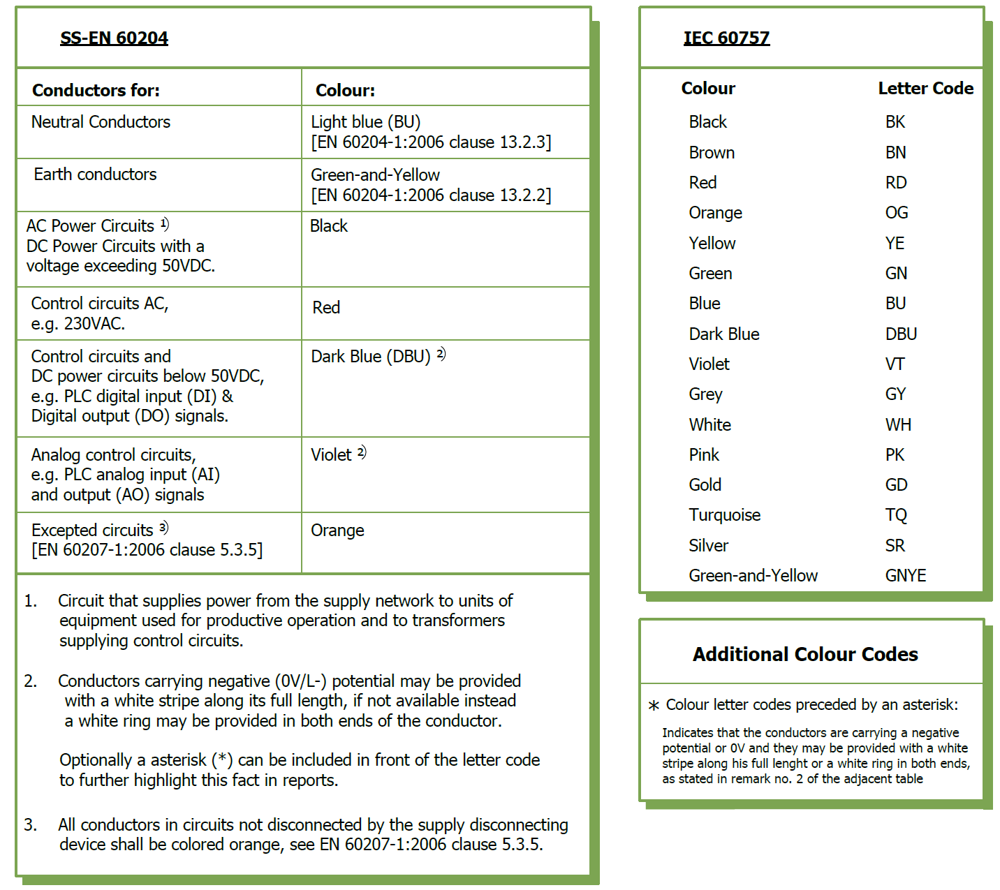 SS-EN 60204
Conductors for:
Colour:
Neutral Conductors
Light blue (BU)
[EN 60204-1:2006 clause 13.2.3]
Earth conductors
Green-and-Yellow
[EN 60204-1:2006 clause 13.2.2]
AC Power Circuits 1)
DC Power Circuits with a
voltage exceeding 50VDC.
Black
Control circuits AC,
e.g. 230VAC.
Red
Control circuits and
DC power circuits below 50VDC,
e.g. PLC digital input (DI) &
Digital output (DO) signals.
Dark Blue (DBU) 2)
Analog control circuits,
e.g. PLC analog input (AI)
and output (AO) signals
Violet 2)
Excepted circuits 3)
[EN 60207-1:2006 clause 5.3.5]
Orange
1. Circuit that supplies power from the supply network to units of
equipment used for productive operation and to transformers
supplying control circuits.
2. Conductors carrying negative (0V/L-) potential may be provided
with a white stripe along its full length, if not available instead
a white ring may be provided in both ends of the conductor.
Optionally a asterisk (*) can be included in front of the letter code
to further highlight this fact in reports.
3. All conductors in circuits not disconnected by the supply disconnecting
device shall be colored orange, see EN 60207-1:2006 clause 5.3.5.
IEC 60757
Colour Letter Code
Black BK
Brown BN
Red RD
Orange OG
Yellow YE
Green GN
Blue BU
Dark Blue DBU
Violet VT
Grey GY
White WH
Pink PK
Gold GD
Turquoise TQ
Silver SR
Green-and-Yellow GNYE
Additional Colour Codes
* Colour letter codes preceded by an asterisk:
Indicates that the conductors are carrying a negative
potential or 0V and they may be provided with a white
stripe along his full lenght or a white ring in both ends,
as stated in remark no. 2 of the adjacent table